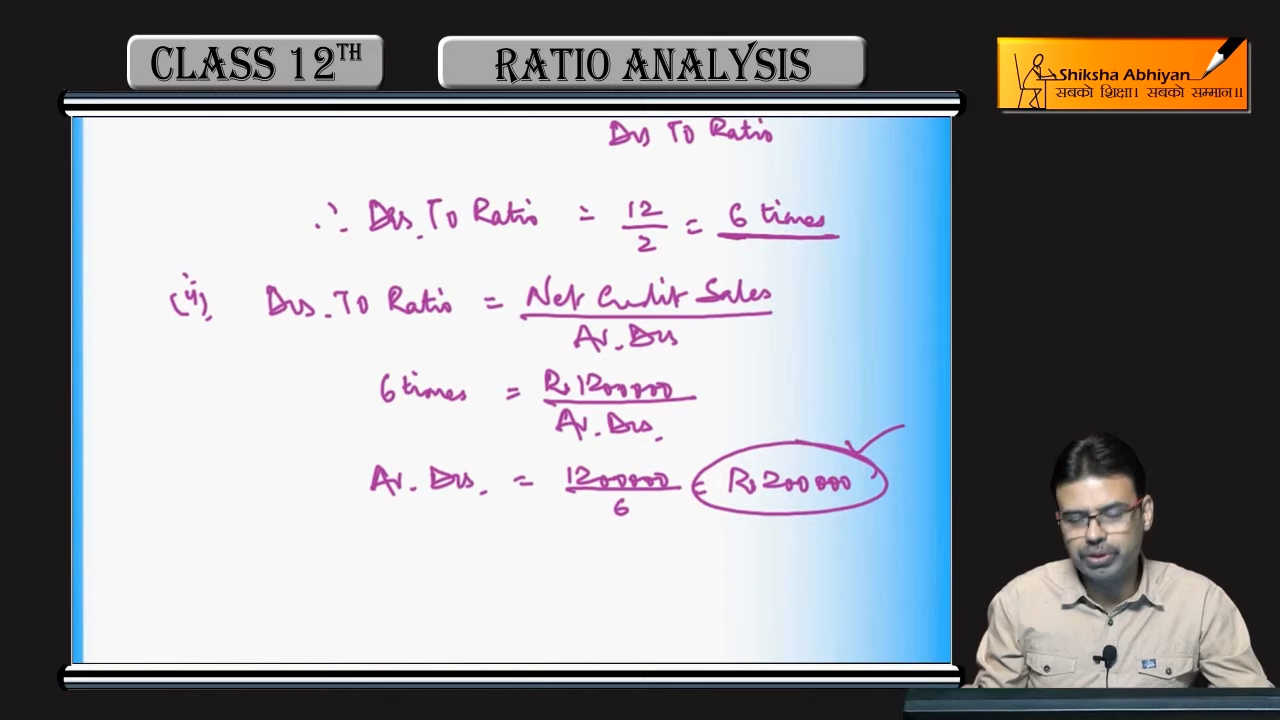 CLASS 12TH
RATIO ANALYSIS
Shiksha Abhiyan
सबको शिक्षा। सबको सम्मान॥
Drs To Ratio
∴ Drs. To Ratio = 12/2 = 6 times
(ii). Drs. To Ratio = Net Credit Sales / Av. Drs
6 times = Rs 1200000 / Av. Drs.
Av. Drs. = 1200000/6 = Rs 200000